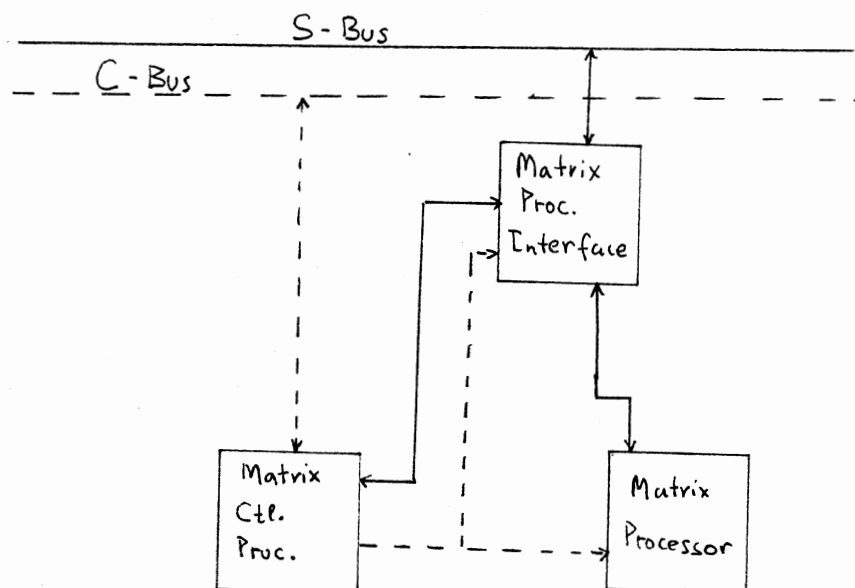 S-Bus
C-Bus
Matrix
Proc.
Interface
Matrix
Ctl.
Proc.
Matrix
Processor